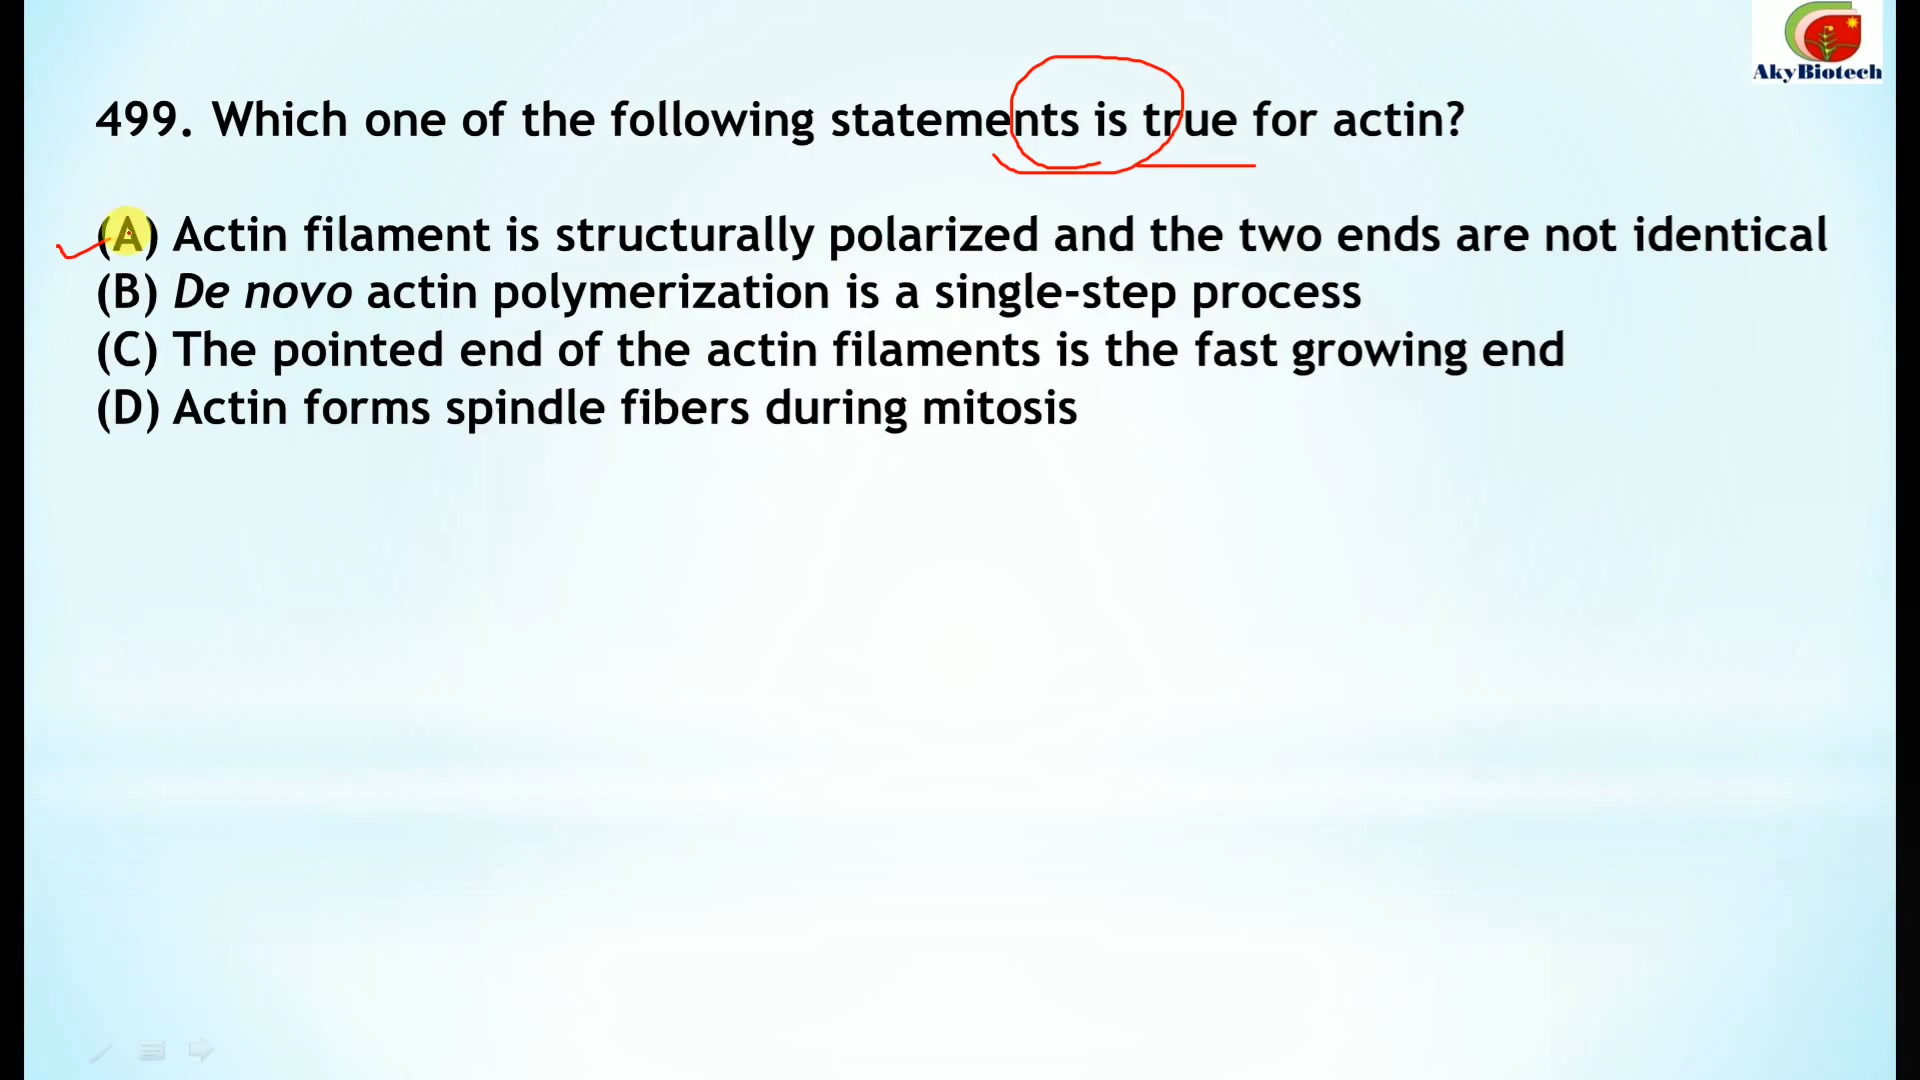 AkyBiotech
499. Which one of the following statements is true for actin?
(A) Actin filament is structurally polarized and the two ends are not identical
(B) De novo actin polymerization is a single-step process
(C) The pointed end of the actin filaments is the fast growing end
(D) Actin forms spindle fibers during mitosis